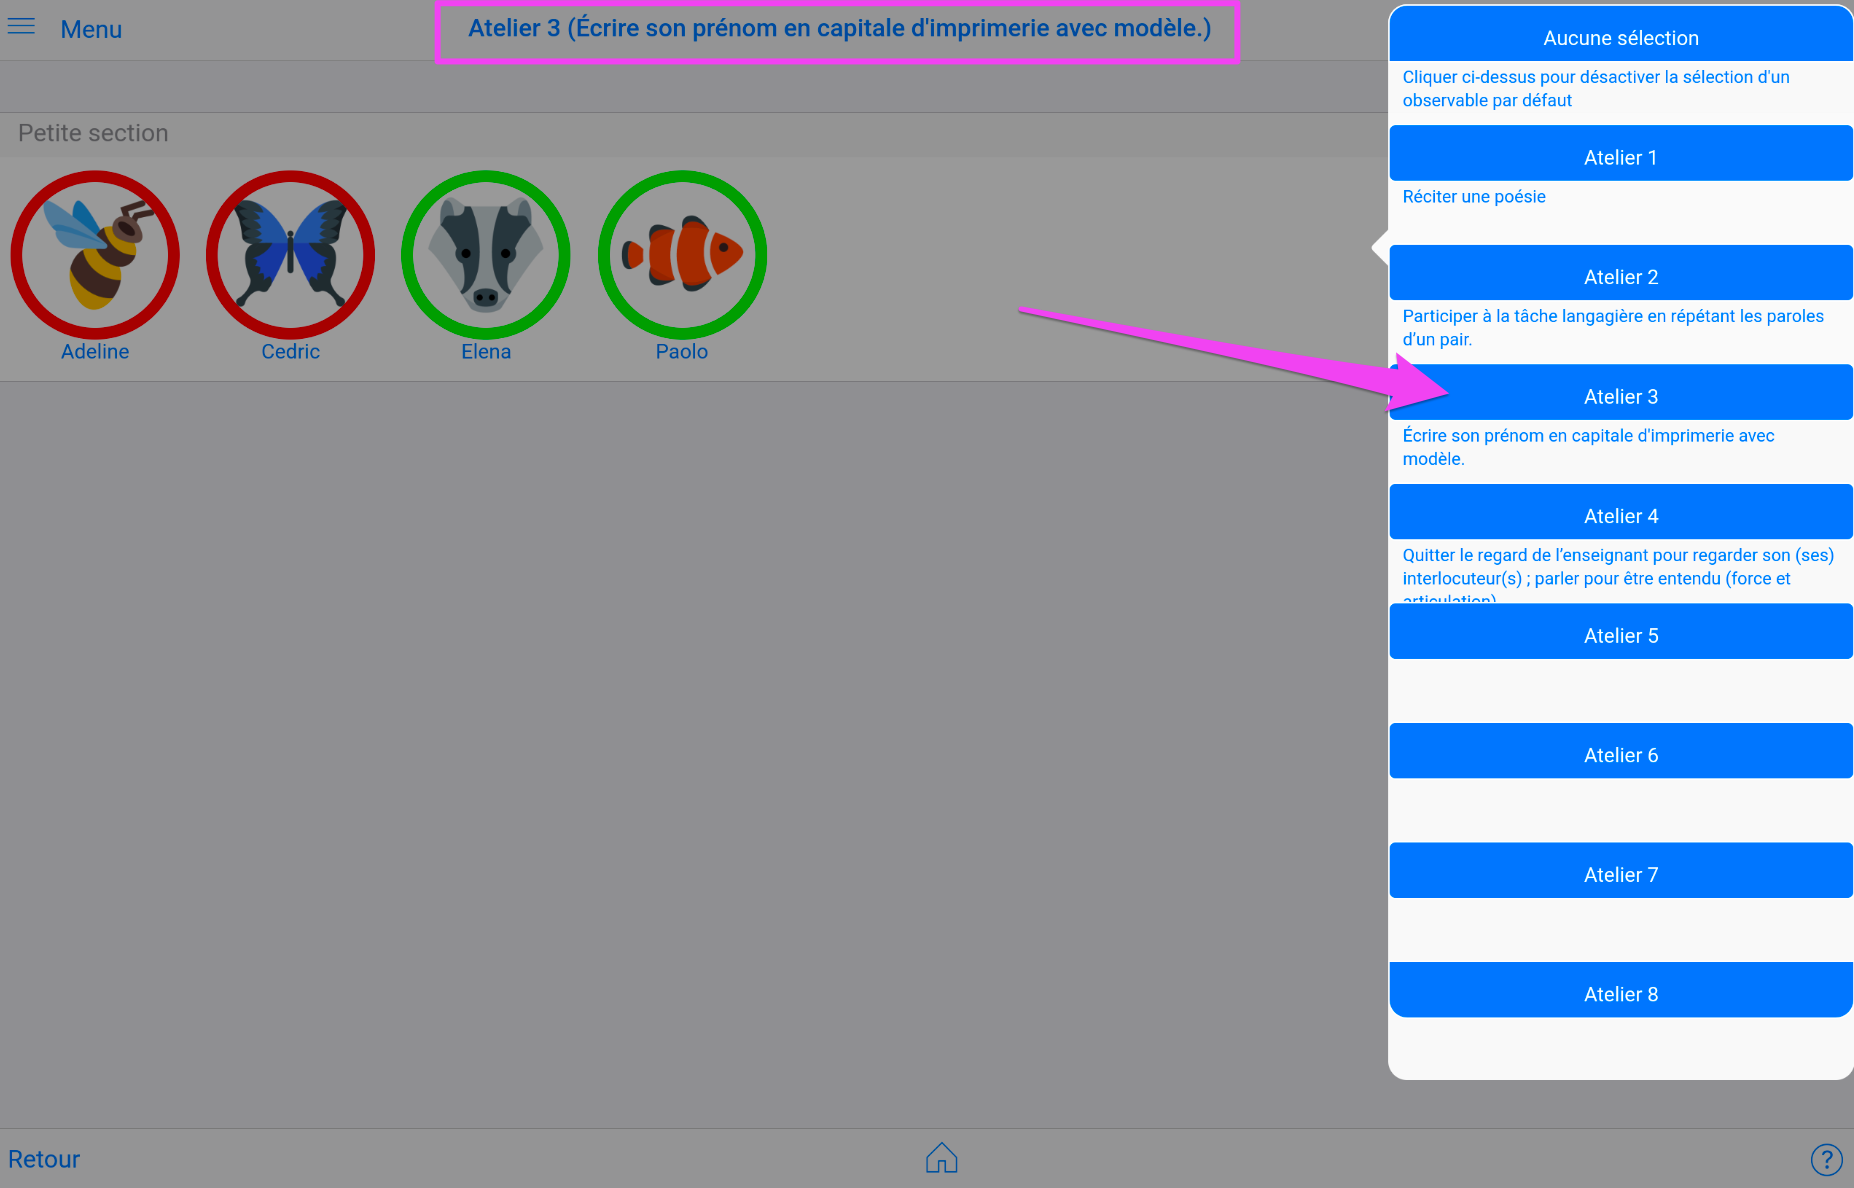 Menu
Atelier 3 (Écrire son prénom en capitale d'imprimerie avec modèle.)
Petite section
Adeline
Cedric
Elena
Paolo
Aucune sélection
Cliquer ci-dessus pour désactiver la sélection d'un
observable par défaut
Atelier 1
Réciter une poésie
Atelier 2
Participer à la tâche langagière en répétant les paroles
d’un pair.
Atelier 3
Écrire son prénom en capitale d'imprimerie avec
modèle.
Atelier 4
Quitter le regard de l’enseignant pour regarder son (ses)
interlocuteur(s) ; parler pour être entendu (force et
articulation)
Atelier 5
Atelier 6
Atelier 7
Atelier 8
Retour
?